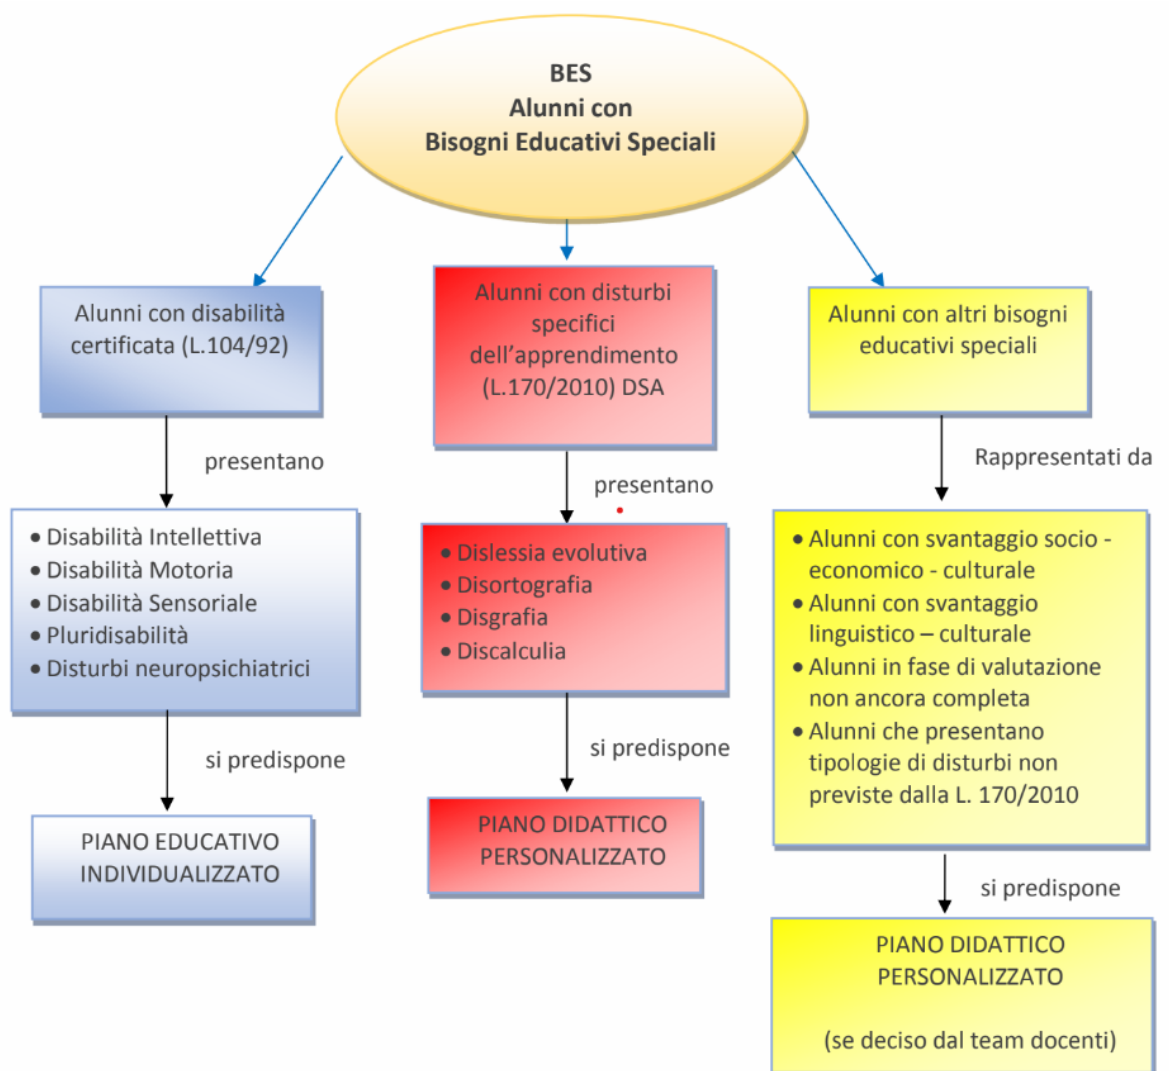 BES
Alunni con
Bisogni Educativi Speciali
Alunni con disabilità
certificata (L.104/92)
presentano
• Disabilità Intellettiva
• Disabilità Motoria
• Disabilità Sensoriale
• Pluridisabilità
• Disturbi neuropsichiatrici
si predispone
PIANO EDUCATIVO
INDIVIDUALIZZATO
Alunni con disturbi
specifici
dell’apprendimento
(L.170/2010) DSA
presentano
• Dislessia evolutiva
• Disortografia
• Disgrafia
• Discalculia
si predispone
PIANO DIDATTICO
PERSONALIZZATO
Alunni con altri bisogni
educativi speciali
Rappresentati da
• Alunni con svantaggio socio -
economico - culturale
• Alunni con svantaggio
linguistico – culturale
• Alunni in fase di valutazione
non ancora completa
• Alunni che presentano
tipologie di disturbi non
previste dalla L. 170/2010
si predispone
PIANO DIDATTICO
PERSONALIZZATO
(se deciso dal team docenti)